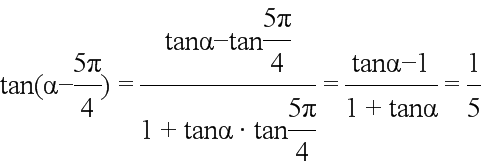 tan(α−5π/4) = (tanα−tan5π/4)/(1 + tanα · tan5π/4) = (tanα−1)/(1 + tanα) = 1/5